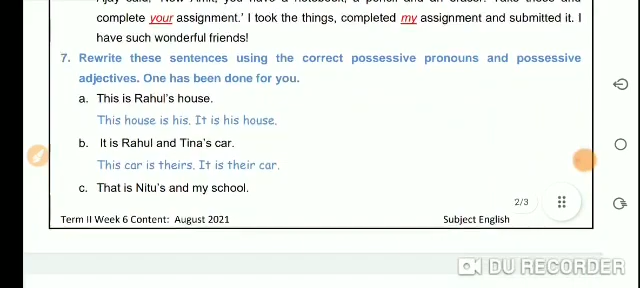 complete your assignment.' I took the things, completed my assignment and submitted it. I
have such wonderful friends!
7. Rewrite these sentences using the correct possessive pronouns and possessive
adjectives. One has been done for you.
a. This is Rahul's house.
This house is his. It is his house.
b. It is Rahul and Tina's car.
This car is theirs. It is their car.
c. That is Nitu's and my school.
2/3
Term II Week 6 Content: August 2021 Subject English
DU RECORDER